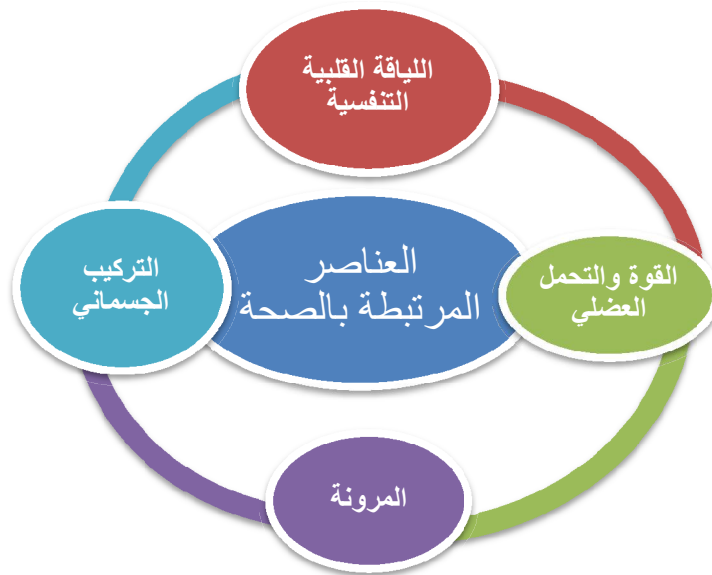 اللياقة القلبية
التنفسية
العناصر
المرتبطة بالصحة
القوة والتحمل
العضلي
التركيب
الجسماني
المرونة